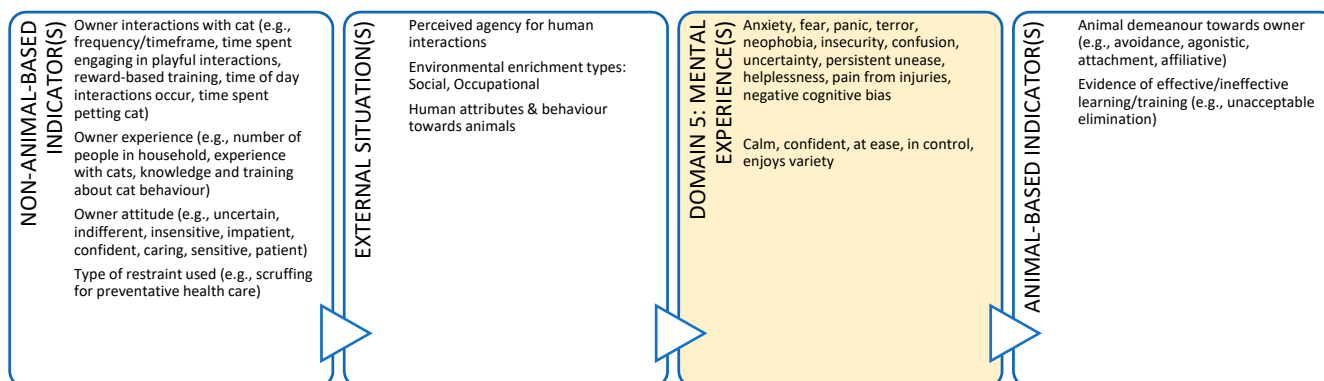 NON-ANIMAL-BASED
INDICATOR(S)
Owner interactions with cat (e.g.,
frequency/timeframe, time spent
engaging in playful interactions,
reward-based training, time of day
interactions occur, time spent
petting cat)
Owner experience (e.g., number of
people in household, experience
with cats, knowledge and training
about cat behaviour)
Owner attitude (e.g., uncertain,
indifferent, insensitive, impatient,
confident, caring, sensitive, patient)
Type of restraint used (e.g., scruffing
for preventative health care)
EXTERNAL SITUATION(S)
Perceived agency for human
interactions
Environmental enrichment types:
Social, Occupational
Human attributes & behaviour
towards animals
DOMAIN 5: MENTAL
EXPERIENCE(S)
Anxiety, fear, panic, terror,
neophobia, insecurity, confusion,
uncertainty, persistent unease,
helplessness, pain from injuries,
negative cognitive bias
Calm, confident, at ease, in control,
enjoys variety
ANIMAL-BASED INDICATOR(S)
Animal demeanour towards owner
(e.g., avoidance, agonistic,
attachment, affiliative)
Evidence of effective/ineffective
learning/training (e.g., unacceptable
elimination)